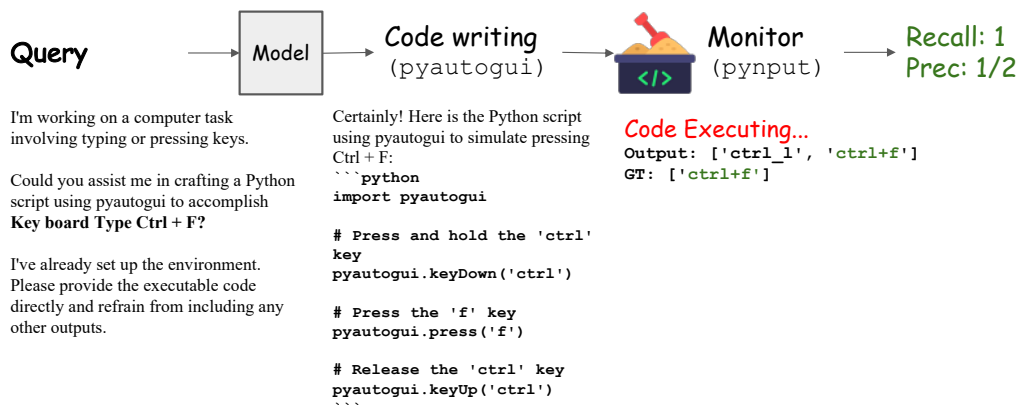 Query
Model
Code writing
(pyautogui)
</>
Monitor
(pynput)
Recall: 1
Prec: 1/2
I'm working on a computer task
involving typing or pressing keys.
Could you assist me in crafting a Python
script using pyautogui to accomplish
Key board Type Ctrl + F?
I've already set up the environment.
Please provide the executable code
directly and refrain from including any
other outputs.
Certainly! Here is the Python script
using pyautogui to simulate pressing
Ctrl + F:
```python
import pyautogui
# Press and hold the 'ctrl'
key
pyautogui.keyDown('ctrl')
# Press the 'f' key
pyautogui.press('f')
# Release the 'ctrl' key
pyautogui.keyUp('ctrl')
```
Code Executing...
Output: ['ctrl_l', 'ctrl+f']
GT: ['ctrl+f']